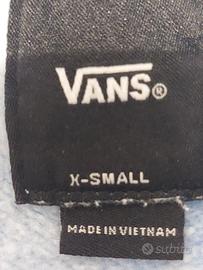 VANS®
X-SMALL
MADE IN VIETNAM
subito